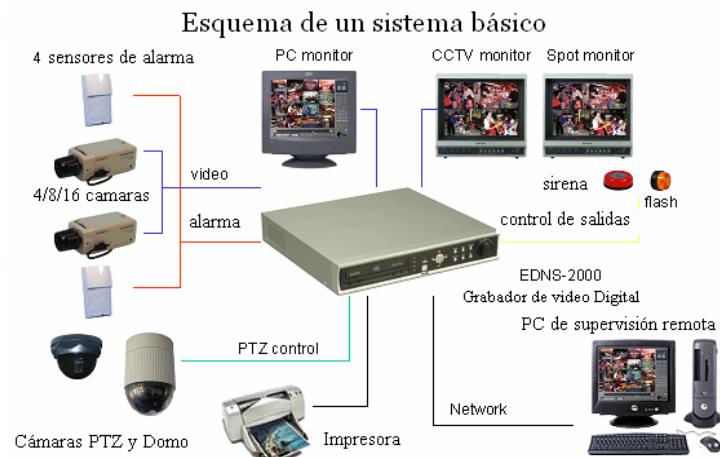 Esquema de un sistema básico
4 sensores de alarma
PC monitor
CCTV monitor
Spot monitor
video
4/8/16 camaras
alarma
sirena
flash
control de salidas
EDNS-2000
Grabador de video Digital
PC de supervisión remota
PTZ control
Network
Cámaras PTZ y Domo
Impresora